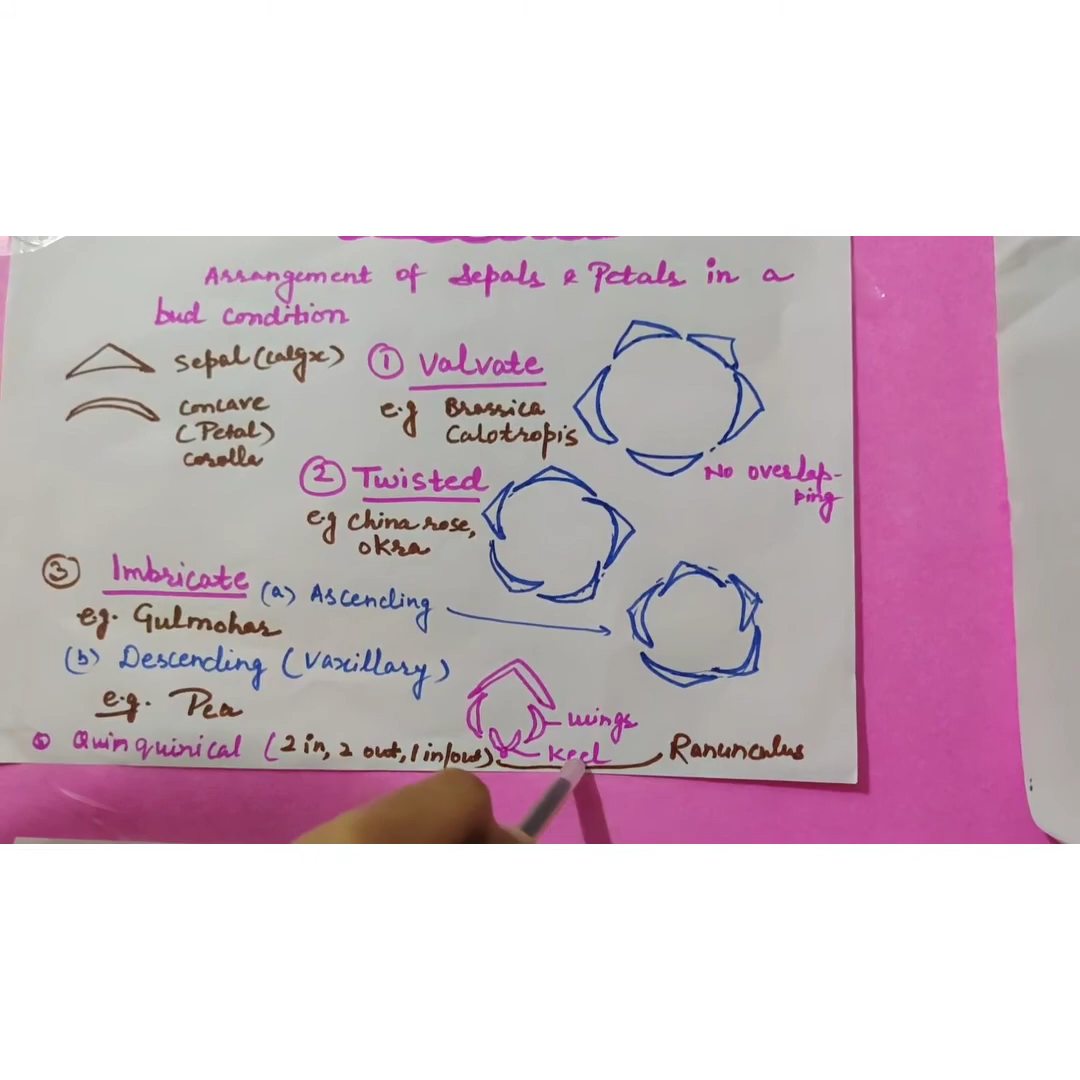 Arrangement of Sepals & Petals in a
bud condition
Sepal (calyx)
Concave
(Petal)
corolla
① Valvate
e.g Brassica
Calotropis
No overlap-
ping
② Twisted
e.g China rose,
okra
③ Imbricate
e.g. Gulmohar
(a) Ascending
(b) Descending (Vaxillary)
e.g. Pea
wings
Keel
Quinquinical (2 in, 2 out, 1 in/out) Ranunculus